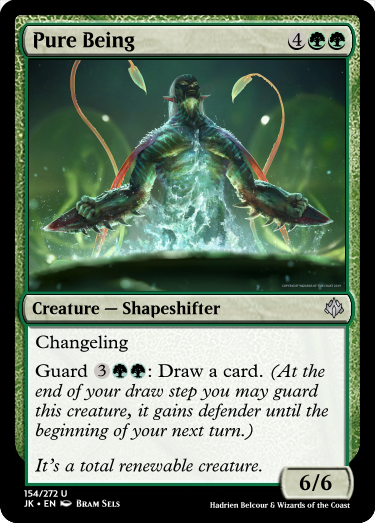 Pure Being 4
Creature — Shapeshifter
Changeling
Guard 3: Draw a card. (At the
end of your draw step you may guard
this creature, it gains defender until the
beginning of your next turn.)
It's a total renewable creature.
6/6
154/272 U
JK • EN Bram Sels
Hadrien Belcour & Wizards of the Coast